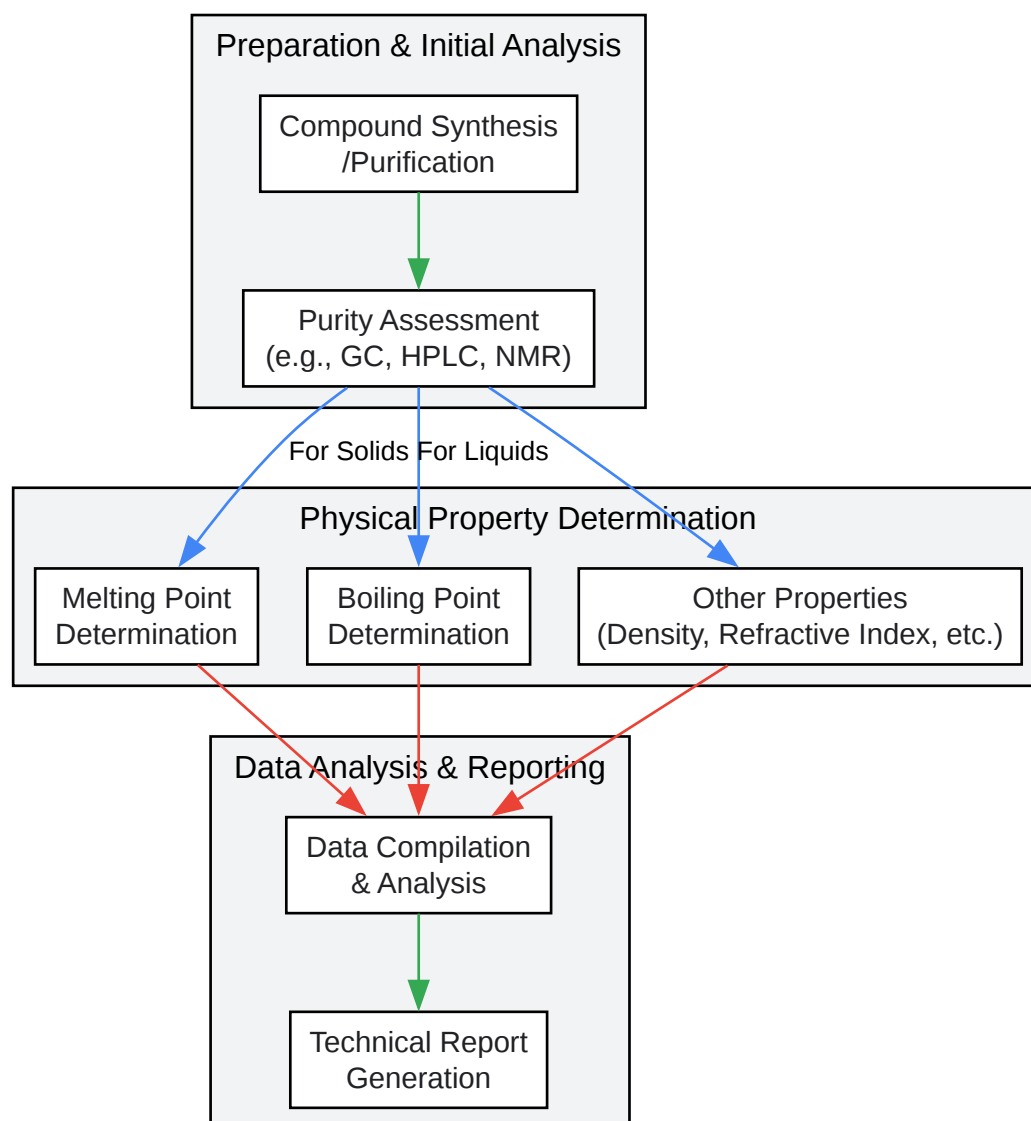 Preparation & Initial Analysis
Compound Synthesis
/Purification
Purity Assessment
(e.g., GC, HPLC, NMR)
For Solids
For Liquids
Physical Property Determination
Melting Point
Determination
Boiling Point
Determination
Other Properties
(Density, Refractive Index, etc.)
Data Analysis & Reporting
Data Compilation
& Analysis
Technical Report
Generation